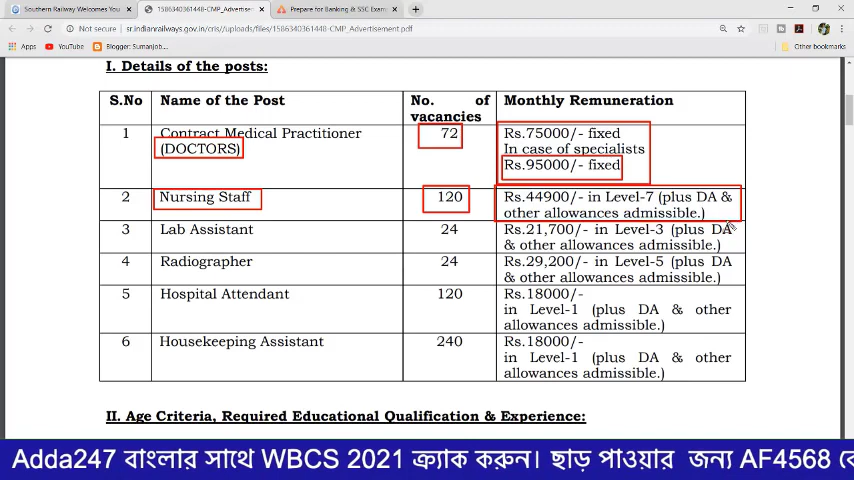 Southern Railway Welcomes You
1586340361448-CMP_Advertisement
Prepare for Banking & SSC Exam
Not secure
sr.indianrailways.gov.in/cris//uploads/files/1586340361448-CMP_Advertisement.pdf
Apps
YouTube
Blogger: Sumanjob...
Other bookmarks
I. Details of the posts:
S.No
Name of the Post
No. of
vacancies
Monthly Remuneration
1
Contract Medical Practitioner
(DOCTORS)
72
Rs.75000/- fixed
In case of specialists
Rs.95000/- fixed
2
Nursing Staff
120
Rs.44900/- in Level-7 (plus DA &
other allowances admissible.)
3
Lab Assistant
24
Rs.21,700/- in Level-3 (plus DA
& other allowances admissible.)
4
Radiographer
24
Rs.29,200/- in Level-5 (plus DA
& other allowances admissible.)
5
Hospital Attendant
120
Rs.18000/-
in Level-1 (plus DA & other
allowances admissible.)
6
Housekeeping Assistant
240
Rs.18000/-
in Level-1 (plus DA & other
allowances admissible.)
II. Age Criteria, Required Educational Qualification & Experience:
Adda247 বাংলার সাথে WBCS 2021 ক্র্যাক করুন। ছাড় পাওয়ার জন্য AF4568